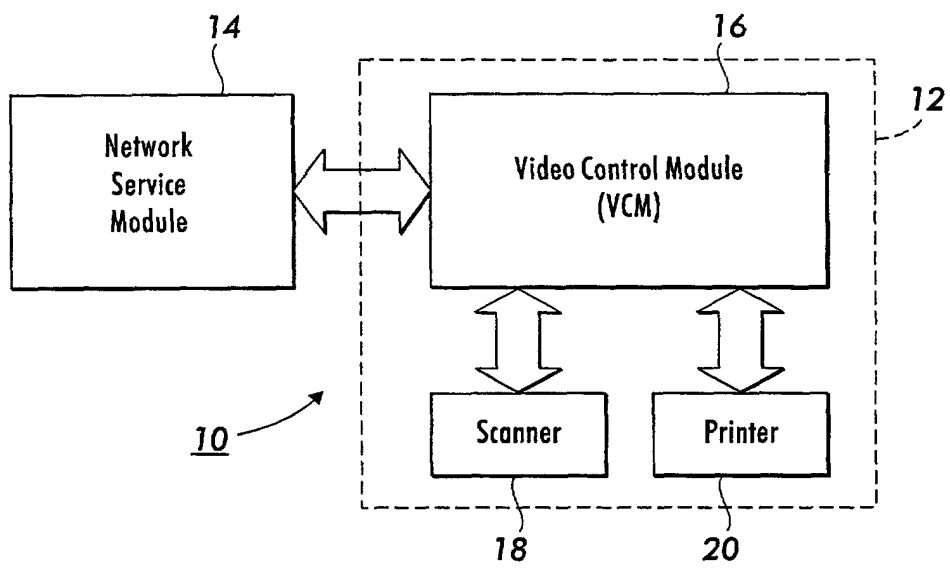 14
16
12
Network
Service
Module
Video Control Module
(VCM)
10
Scanner
Printer
18
20